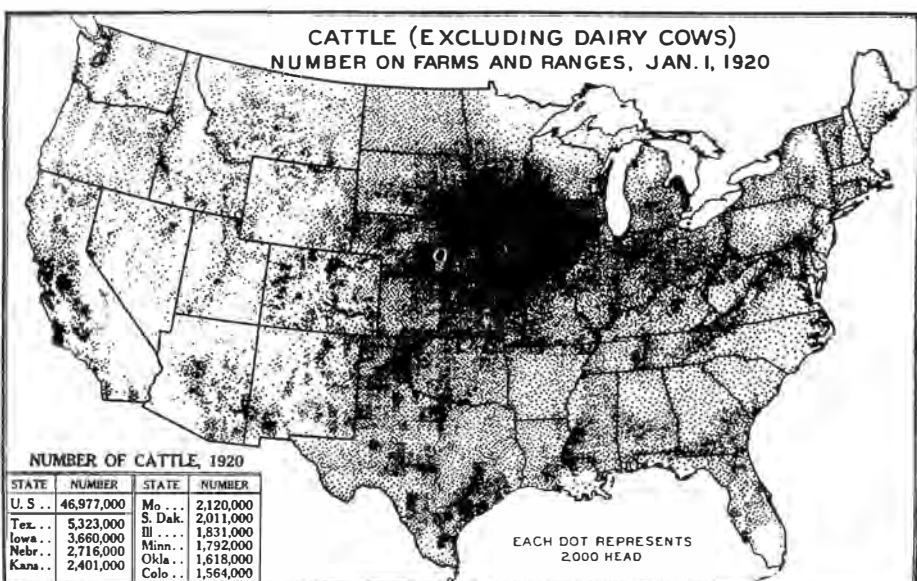 CATTLE (EXCLUDING DAIRY COWS)
NUMBER ON FARMS AND RANGES, JAN. 1, 1920
NUMBER OF CATTLE, 1920
STATE NUMBER STATE NUMBER
U. S . . 46,977,000
Tex. . . 5,323,000
Iowa . . 3,660,000
Nebr . . 2,716,000
Kans. . 2,401,000
Mo . . . 2,120,000
S. Dak. 2,011,000
Ill . . . . 1,831,000
Minn . . 1,792,000
Okla . . 1,618,000
Colo . . 1,564,000
EACH DOT REPRESENTS
2,000 HEAD